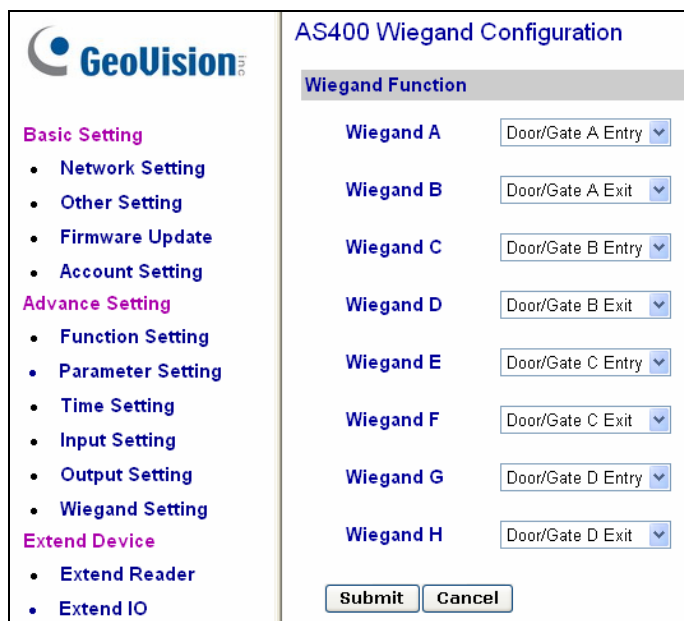 GeoVision inc
Basic Setting
Network Setting
Other Setting
Firmware Update
Account Setting
Advance Setting
Function Setting
Parameter Setting
Time Setting
Input Setting
Output Setting
Wiegand Setting
Extend Device
Extend Reader
Extend IO
AS400 Wiegand Configuration
Wiegand Function
Wiegand A Door/Gate A Entry
Wiegand B Door/Gate A Exit
Wiegand C Door/Gate B Entry
Wiegand D Door/Gate B Exit
Wiegand E Door/Gate C Entry
Wiegand F Door/Gate C Exit
Wiegand G Door/Gate D Entry
Wiegand H Door/Gate D Exit
Submit Cancel